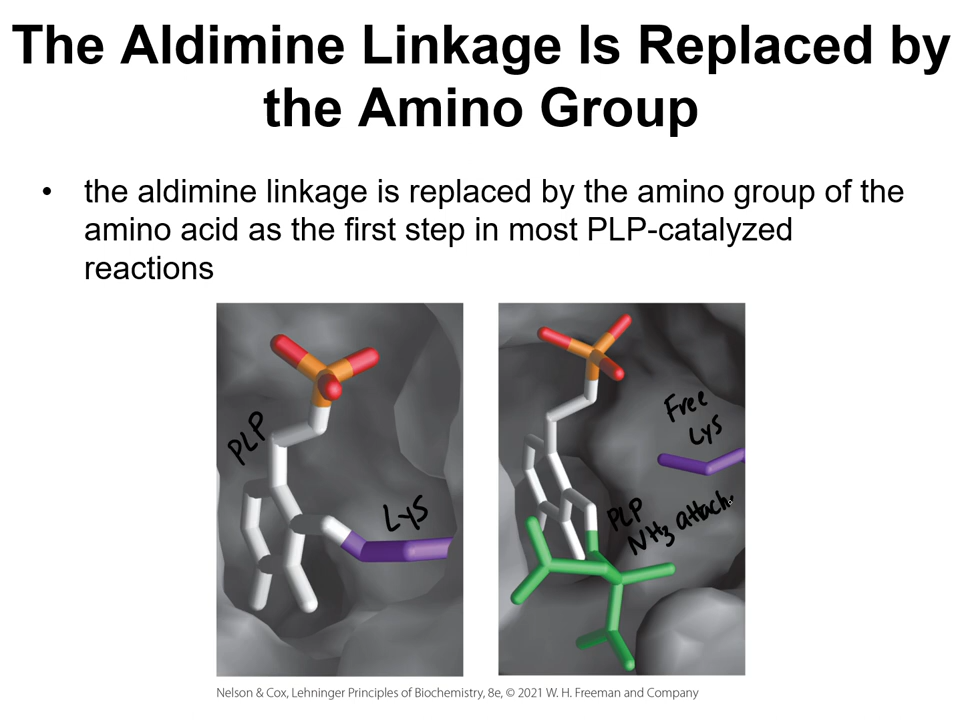 The Aldimine Linkage Is Replaced by
the Amino Group
• the aldimine linkage is replaced by the amino group of the
amino acid as the first step in most PLP-catalyzed
reactions
PLP
Lys
Free
Lys
PLP
NH3 attach
Nelson & Cox, Lehninger Principles of Biochemistry, 8e, © 2021 W. H. Freeman and Company